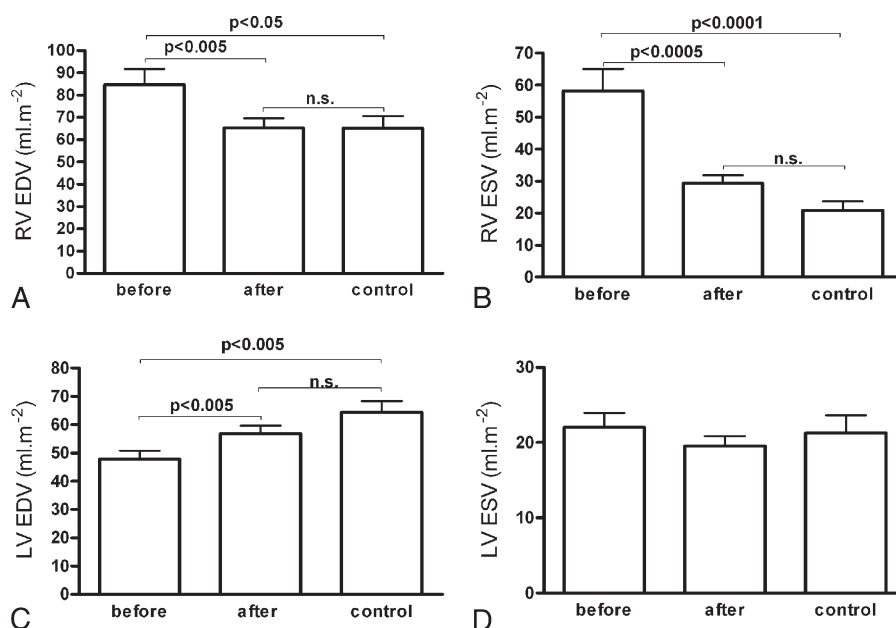 p<0.05
p<0.005
n.s.
RV EDV (ml.m⁻²)
100
90
80
70
60
50
40
30
20
10
0
before after control
A
p<0.0001
p<0.0005
n.s.
RV ESV (ml.m⁻²)
70
60
50
40
30
20
10
0
before after control
B
p<0.005
n.s.
p<0.005
LV EDV (ml.m⁻²)
80
70
60
50
40
30
20
10
0
before after control
C
LV ESV (ml.m⁻²)
30
20
10
0
before after control
D